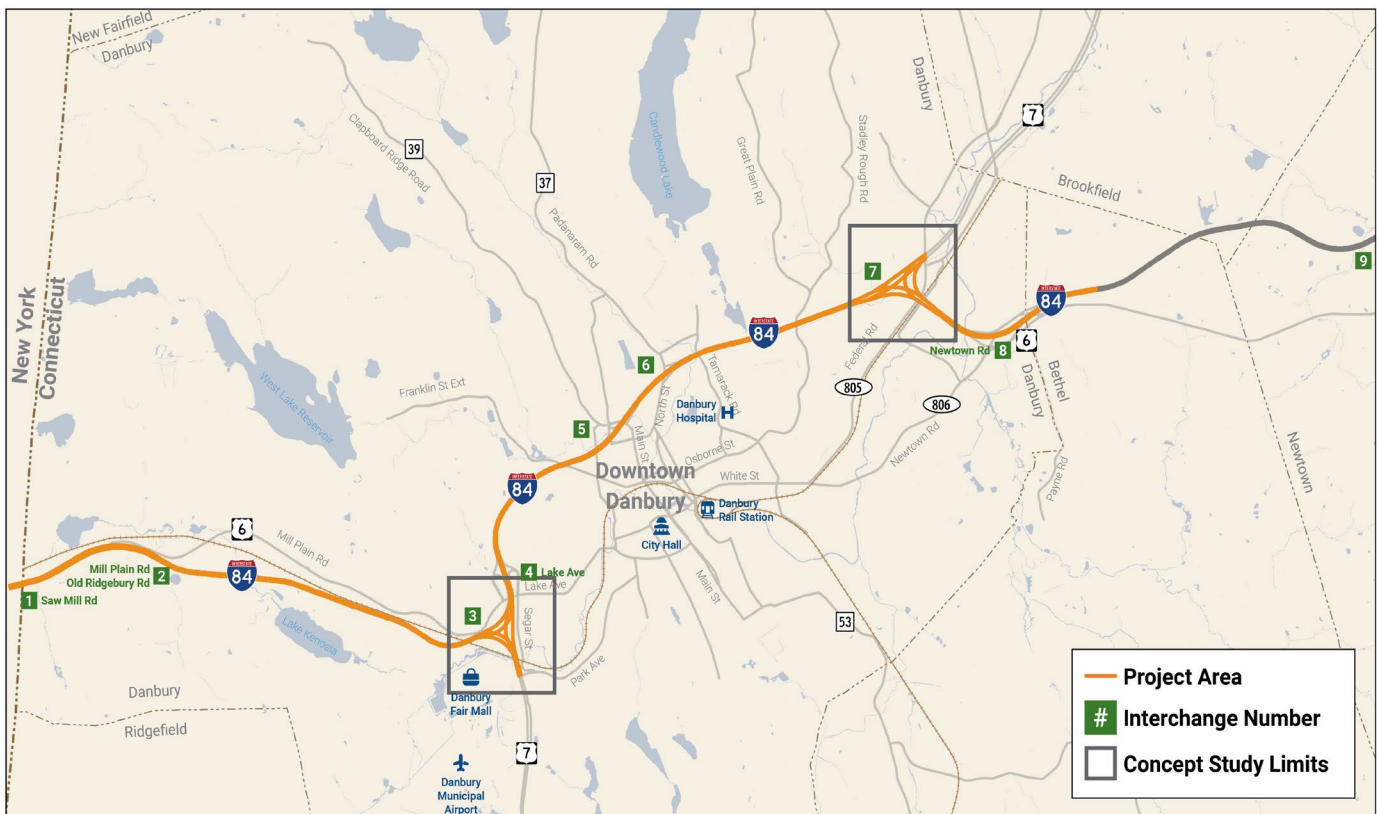 New Fairfield
Danbury
Clapboard Ridge Road
39
37
Padanaram Rd
Candlewood Lake
Great Plain Rd
Stadley Rough Rd
Danbury
7
Brookfield
New York
Connecticut
West Lake Reservoir
Franklin St Ext
5
6
North St
Main St
Tamarack Rd
Danbury
Hospital
H
Osborne St
INTERSTATE
84
7
Federal Rd
805
806
Newtown Rd
Newtown Rd
8
6
INTERSTATE
84
9
Danbury
Bethel
Payne Rd
Newtown
INTERSTATE
84
Downtown
Danbury
White St
Danbury
Rail Station
City Hall
6
Mill Plain Rd
Mill Plain Rd
Old Ridgebury Rd
2
INTERSTATE
84
1
Saw Mill Rd
Lake Kenosia
4
Lake Ave
Lake Ave
3
Segar St
Park Ave
Main St
53
Danbury
Fair Mall
Danbury
Ridgefield
7
Danbury
Municipal
Airport
Project Area
#
Interchange Number
Concept Study Limits